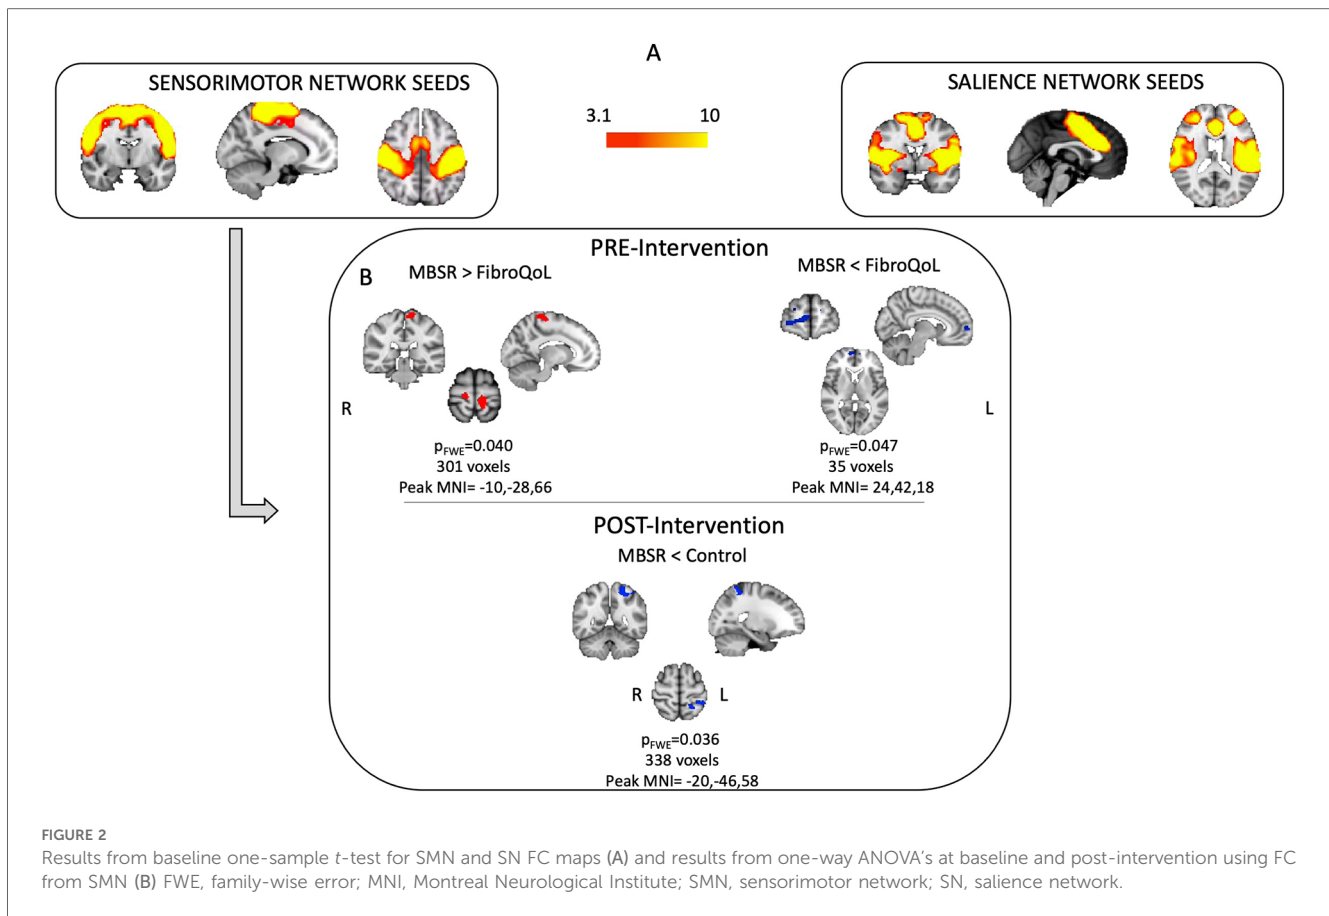 A
SENSORIMOTOR NETWORK SEEDS
3.1 10
SALIENCE NETWORK SEEDS
PRE-Intervention
B
MBSR > FibroQoL
MBSR < FibroQoL
R
L
pFWE=0.040
301 voxels
Peak MNI= -10,-28,66
pFWE=0.047
35 voxels
Peak MNI= 24,42,18
POST-Intervention
MBSR < Control
R L
pFWE=0.036
338 voxels
Peak MNI= -20,-46,58
FIGURE 2
Results from baseline one-sample t-test for SMN and SN FC maps (A) and results from one-way ANOVA's at baseline and post-intervention using FC
from SMN (B) FWE, family-wise error; MNI, Montreal Neurological Institute; SMN, sensorimotor network; SN, salience network.